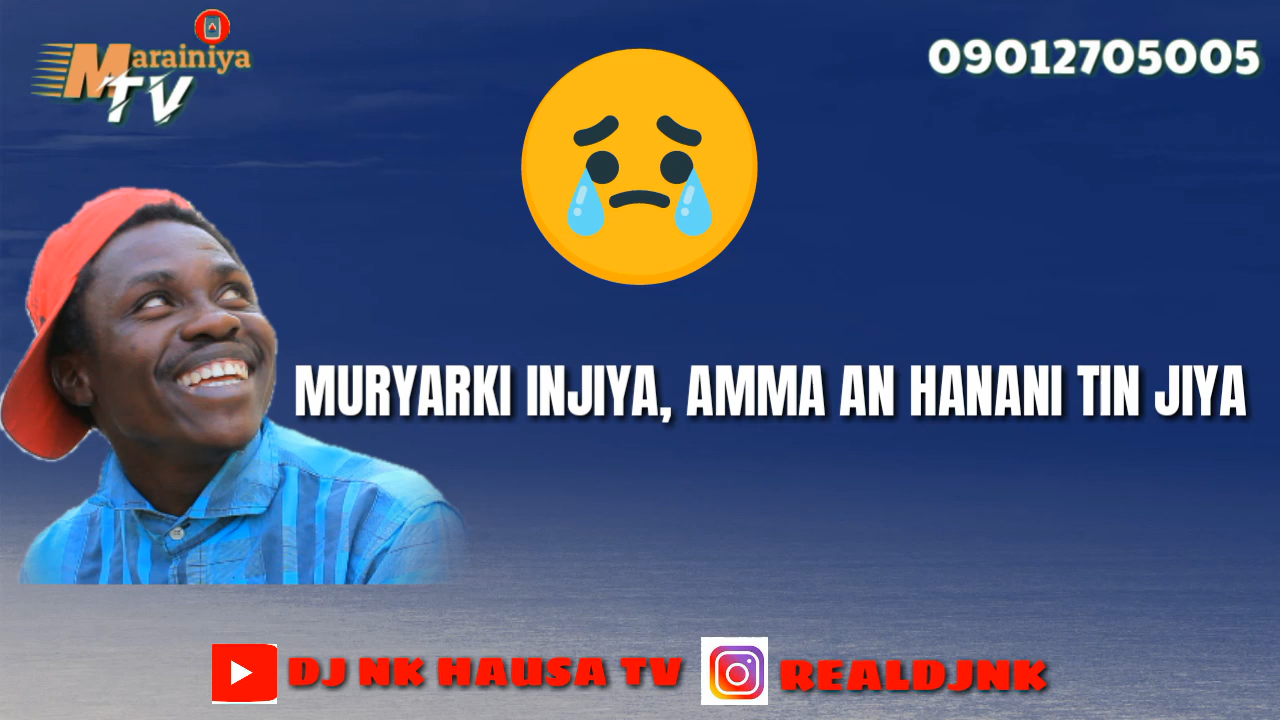 Marainiya
TV
09012705005
MURYARKI INJIYA, AMMA AN HANANI TIN JIYA
DJ NK HAUSA TV
REALDJNK